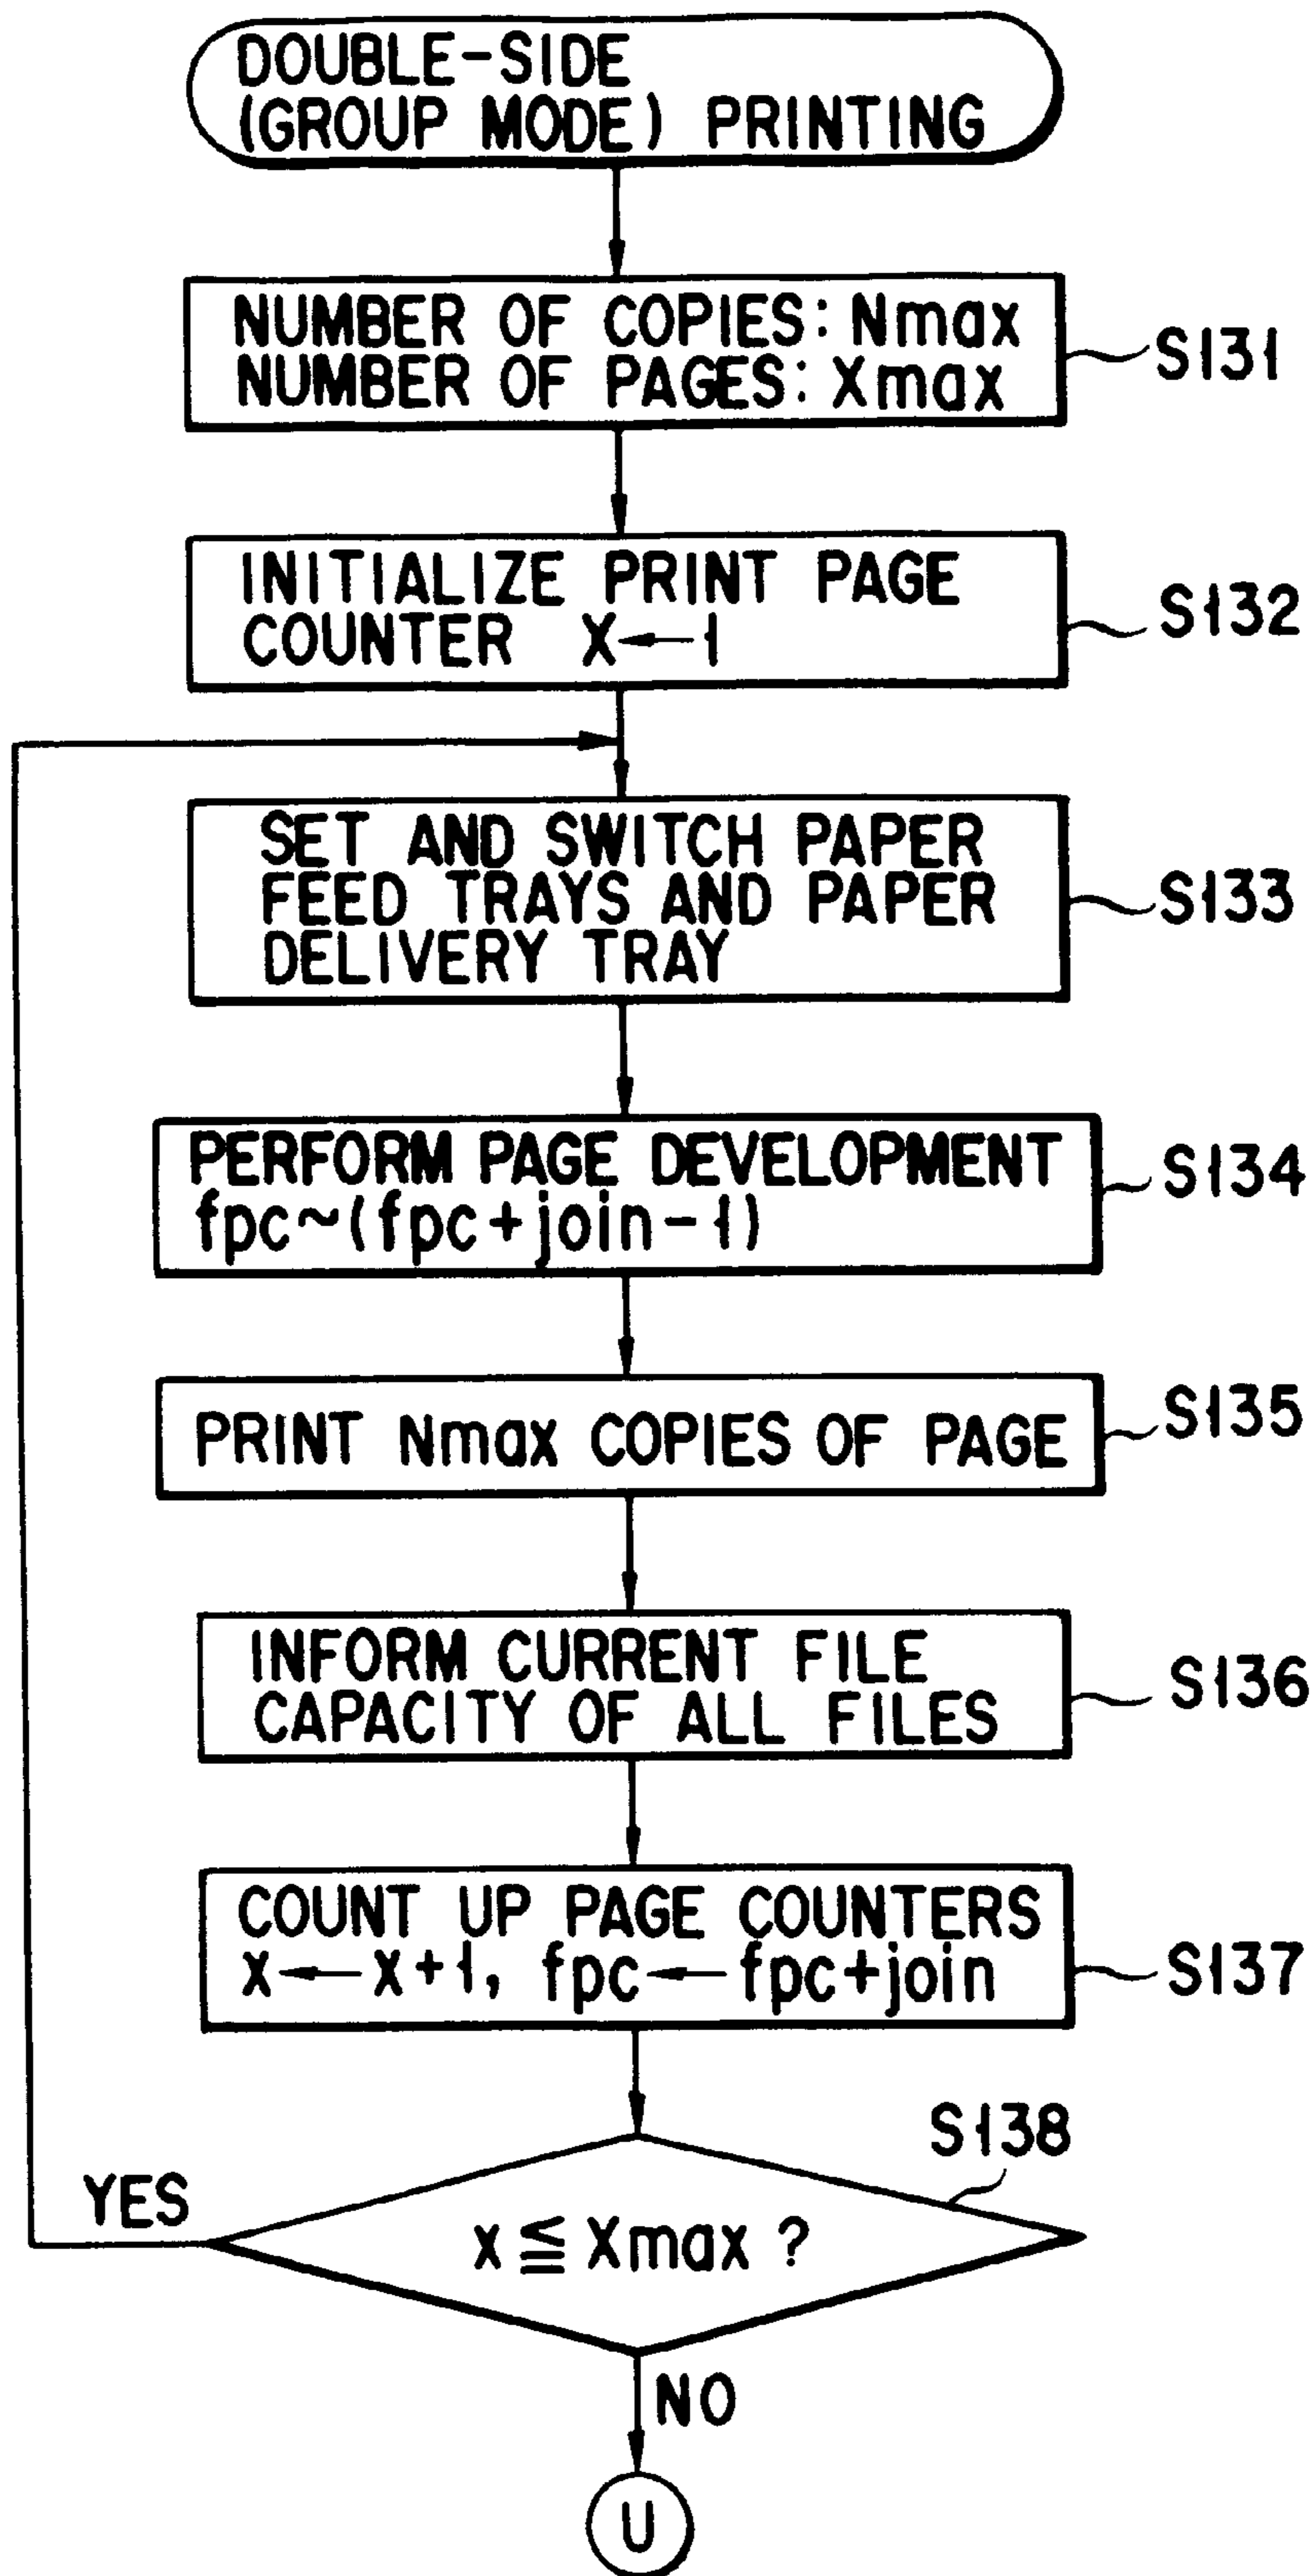 DOUBLE-SIDE
(GROUP MODE) PRINTING
NUMBER OF COPIES: Nmax
NUMBER OF PAGES: Xmax
S131
INITIALIZE PRINT PAGE
COUNTER X←1
S132
SET AND SWITCH PAPER
FEED TRAYS AND PAPER
DELIVERY TRAY
S133
PERFORM PAGE DEVELOPMENT
fpc~(fpc+join-1)
S134
PRINT Nmax COPIES OF PAGE
S135
INFORM CURRENT FILE
CAPACITY OF ALL FILES
S136
COUNT UP PAGE COUNTERS
x←x+1, fpc←fpc+join
S137
S138
YES
x≦Xmax ?
NO
U